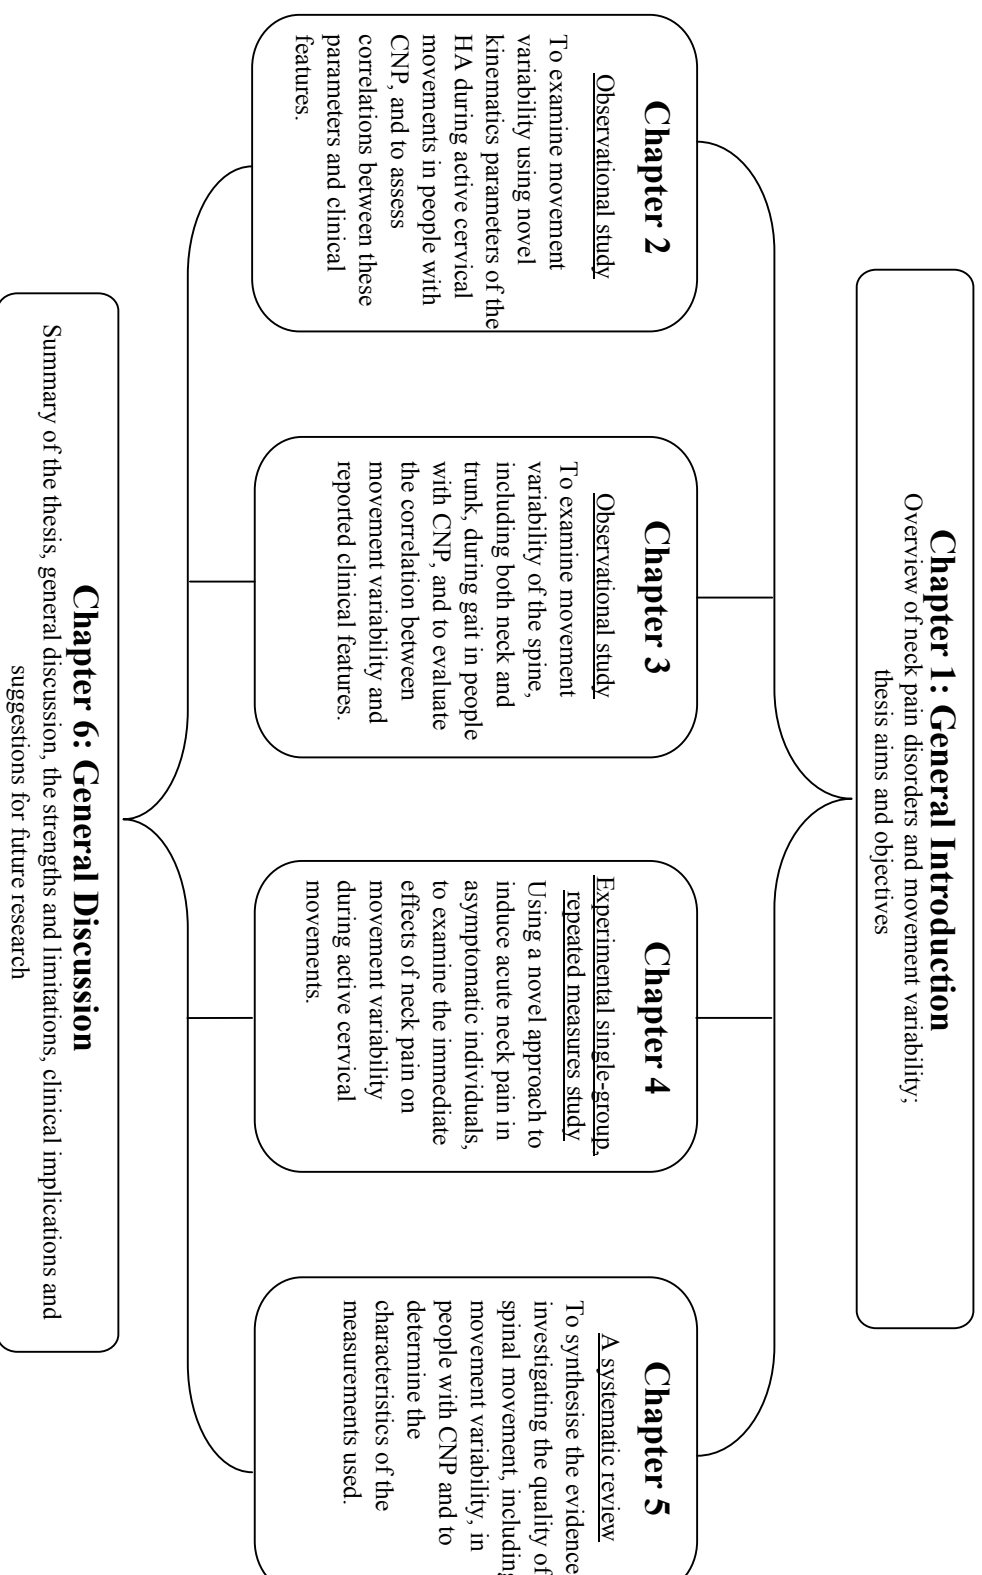 Chapter 1: General Introduction
Overview of neck pain disorders and movement variability;
thesis aims and objectives
Chapter 2
Observational study
To examine movement
variability using novel
kinematics parameters of the
HA during active cervical
movements in people with
CNP, and to assess
correlations between these
parameters and clinical
features.
Chapter 3
Observational study
To examine movement
variability of the spine,
including both neck and
trunk, during gait in people
with CNP, and to evaluate
the correlation between
movement variability and
reported clinical features.
Chapter 4
Experimental single-group,
repeated measures study
Using a novel approach to
induce acute neck pain in
asymptomatic individuals,
to examine the immediate
effects of neck pain on
movement variability
during active cervical
movements.
Chapter 5
A systematic review
To synthesise the evidence
investigating the quality of
spinal movement, including
movement variability, in
people with CNP and to
determine the
characteristics of the
measurements used.
Chapter 6: General Discussion
Summary of the thesis, general discussion, the strengths and limitations, clinical implications and
suggestions for future research